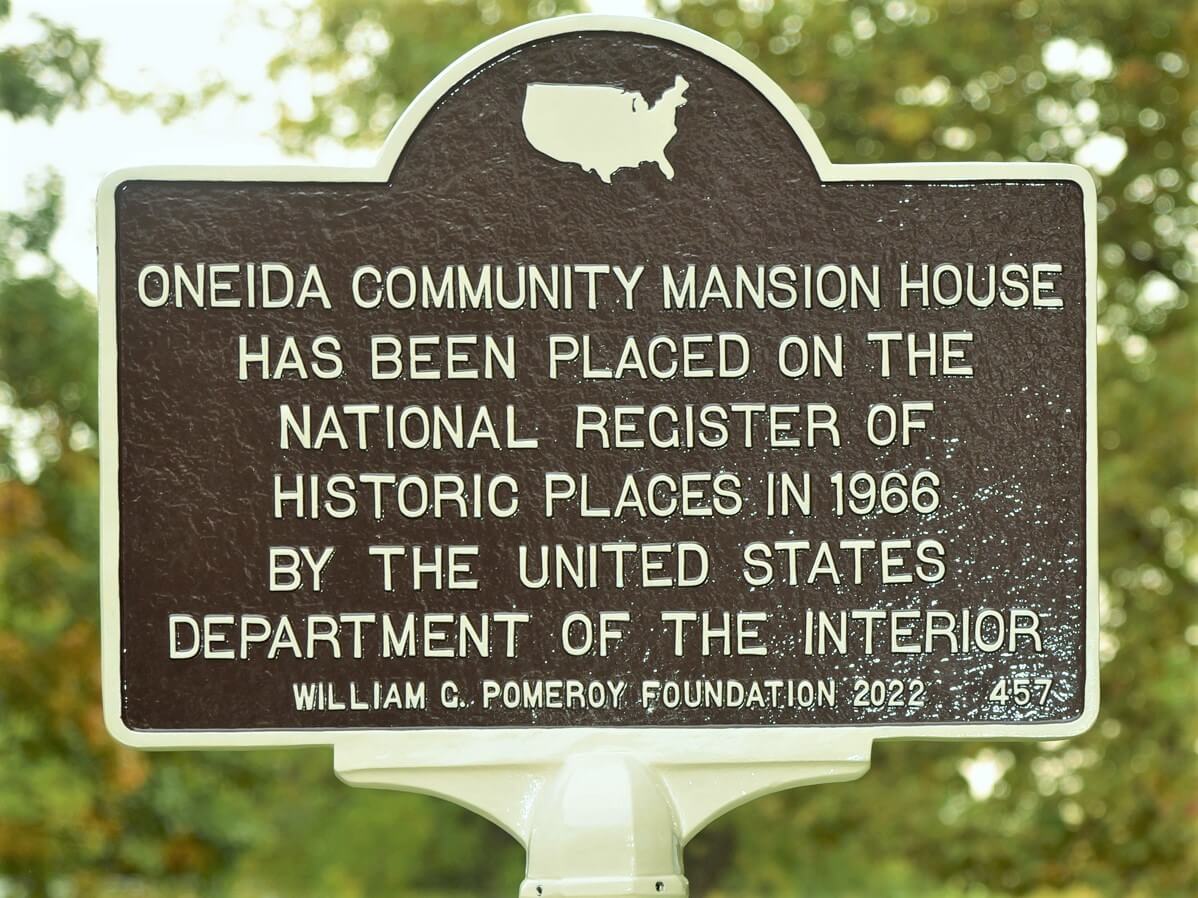 ONEIDA COMMUNITY MANSION HOUSE
HAS BEEN PLACED ON THE
NATIONAL REGISTER OF
HISTORIC PLACES IN 1966
BY THE UNITED STATES
DEPARTMENT OF THE INTERIOR
WILLIAM G. POMEROY FOUNDATION 2022 457